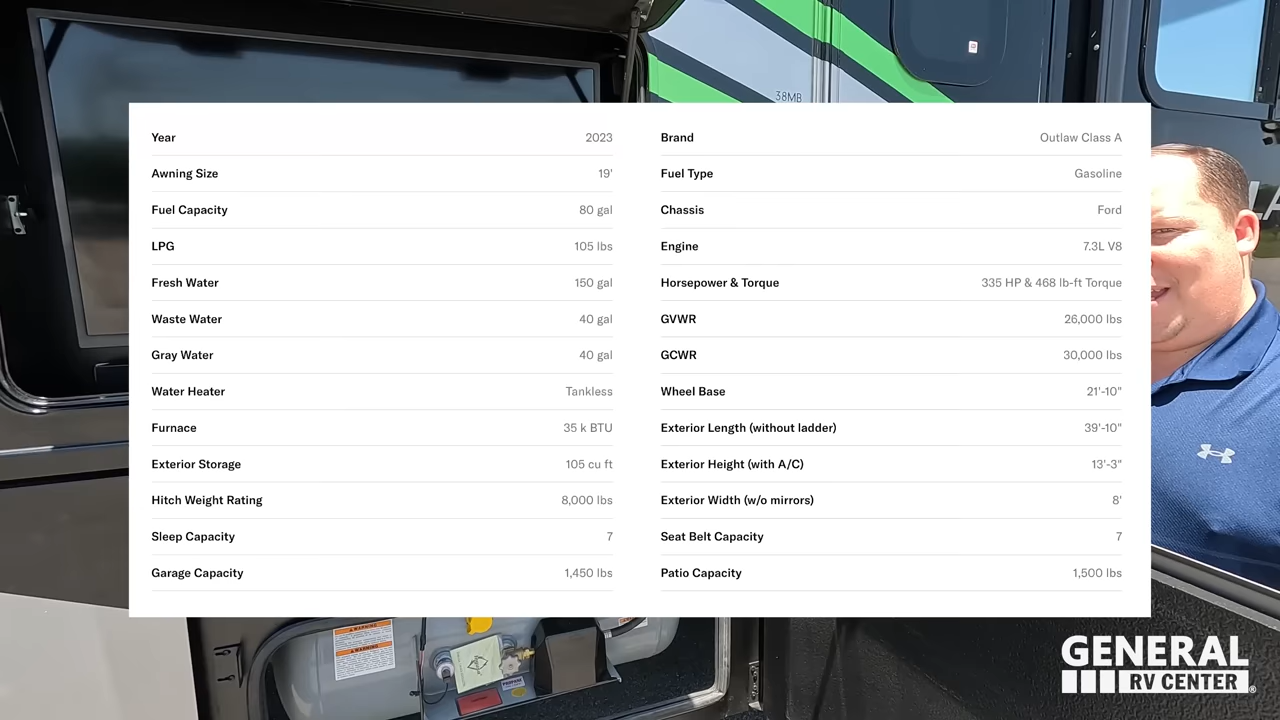 38MB
Year 2023
Awning Size 19'
Fuel Capacity 80 gal
LPG 105 lbs
Fresh Water 150 gal
Waste Water 40 gal
Gray Water 40 gal
Water Heater Tankless
Furnace 35 k BTU
Exterior Storage 105 cu ft
Hitch Weight Rating 8,000 lbs
Sleep Capacity 7
Garage Capacity 1,450 lbs
Brand Outlaw Class A
Fuel Type Gasoline
Chassis Ford
Engine 7.3L V8
Horsepower & Torque 335 HP & 468 lb-ft Torque
GVWR 26,000 lbs
GCWR 30,000 lbs
Wheel Base 21'-10"
Exterior Length (without ladder) 39'-10"
Exterior Height (with A/C) 13'-3"
Exterior Width (w/o mirrors) 8'
Seat Belt Capacity 7
Patio Capacity 1,500 lbs
WARNING
WARNING
GENERAL
RV CENTER®